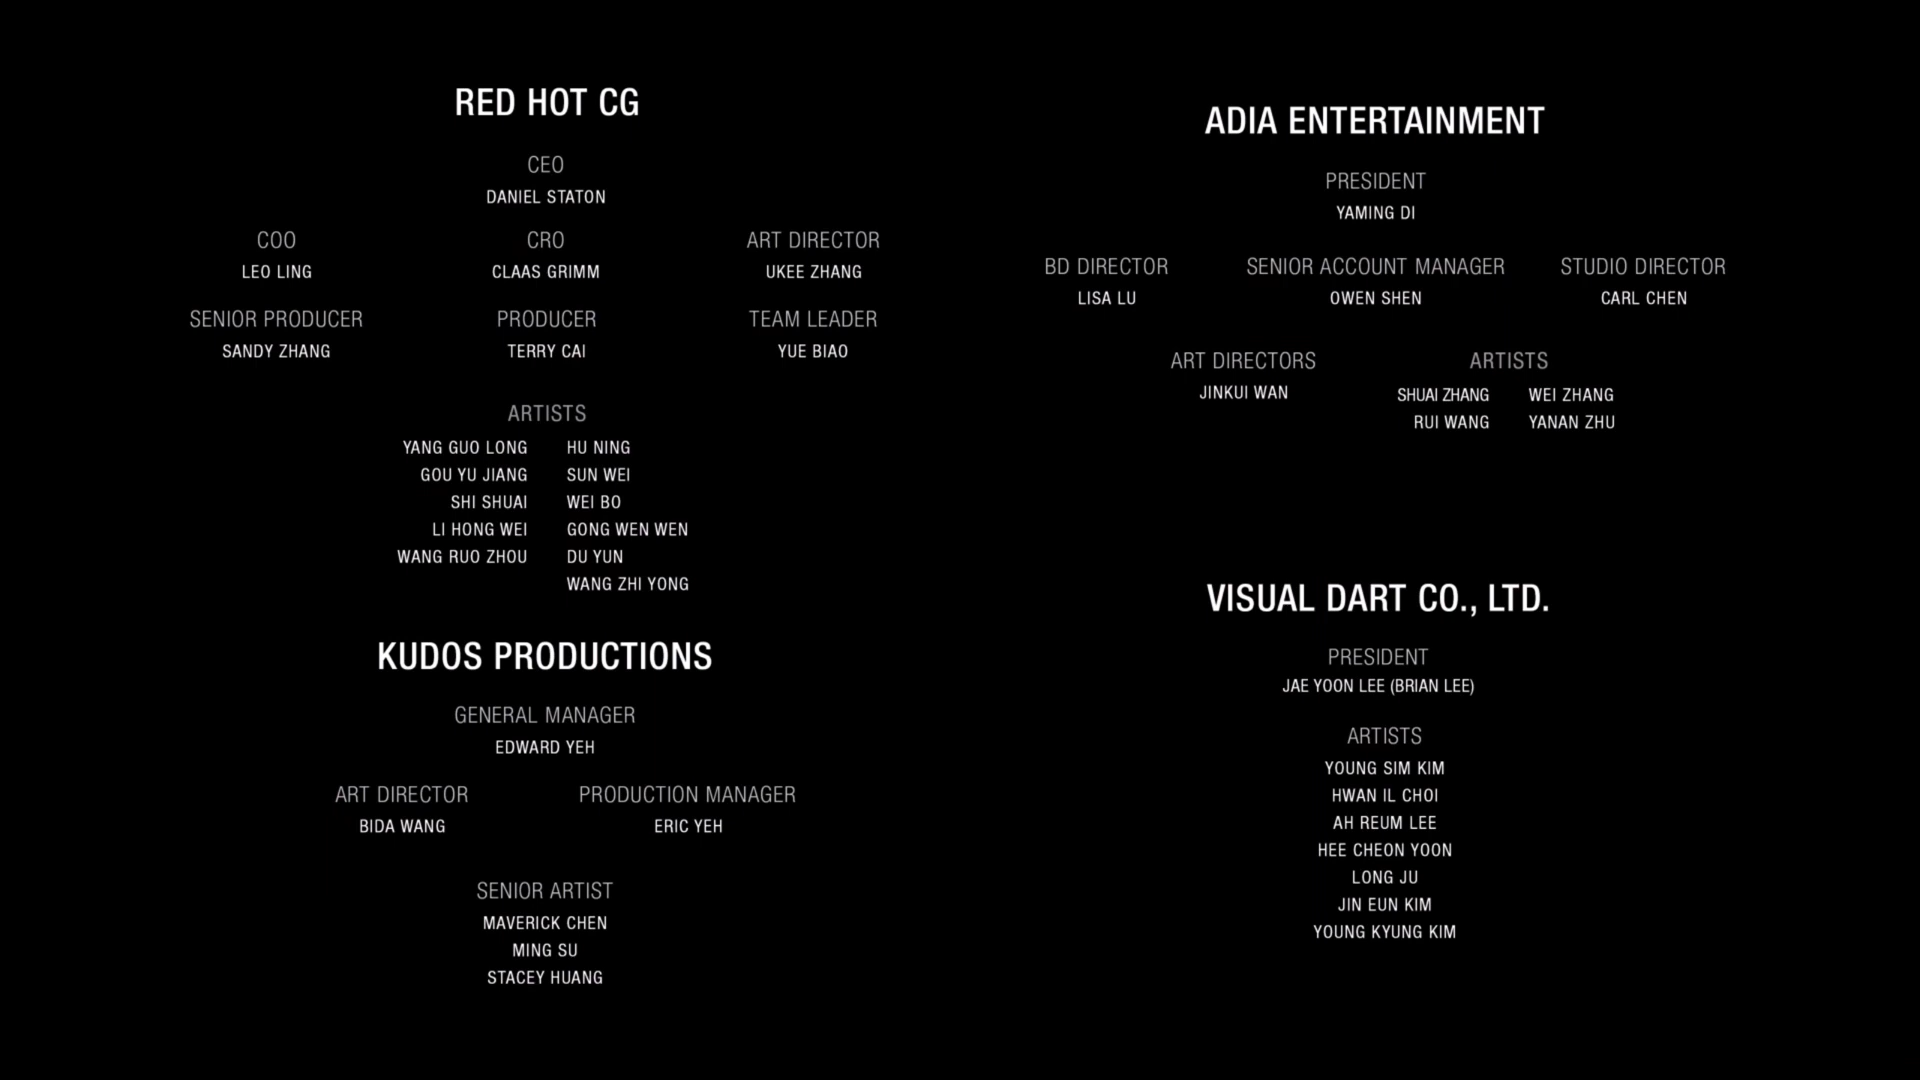 RED HOT CG
CEO
DANIEL STATON
COO CRO ART DIRECTOR
LEO LING CLAAS GRIMM UKEE ZHANG
SENIOR PRODUCER PRODUCER TEAM LEADER
SANDY ZHANG TERRY CAI YUE BIAO
ARTISTS
YANG GUO LONG HU NING
GOU YU JIANG SUN WEI
SHI SHUAI WEI BO
LI HONG WEI GONG WEN WEN
WANG RUO ZHOU DU YUN
WANG ZHI YONG
KUDOS PRODUCTIONS
GENERAL MANAGER
EDWARD YEH
ART DIRECTOR PRODUCTION MANAGER
BIDA WANG ERIC YEH
SENIOR ARTIST
MAVERICK CHEN
MING SU
STACEY HUANG
ADIA ENTERTAINMENT
PRESIDENT
YAMING DI
BD DIRECTOR SENIOR ACCOUNT MANAGER STUDIO DIRECTOR
LISA LU OWEN SHEN CARL CHEN
ART DIRECTORS ARTISTS
JINKUI WAN SHUAI ZHANG WEI ZHANG
RUI WANG YANAN ZHU
VISUAL DART CO., LTD.
PRESIDENT
JAE YOON LEE (BRIAN LEE)
ARTISTS
YOUNG SIM KIM
HWAN IL CHOI
AH REUM LEE
HEE CHEON YOON
LONG JU
JIN EUN KIM
YOUNG KYUNG KIM